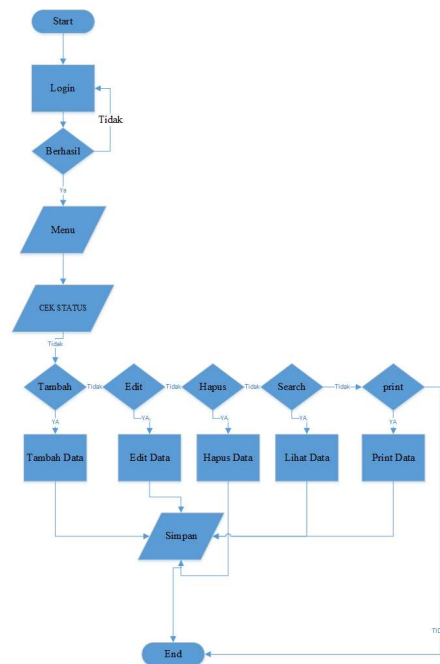 Start
Login
Tidak
Berhasil
Ya
Menu
CEK STATUS
Tidak
Tambah
Tidak
Edit
Tidak
Hapus
Tidak
Search
Tidak
print
YA
YA
YA
YA
YA
Tambah Data
Edit Data
Hapus Data
Lihat Data
Print Data
Simpan
TID
End